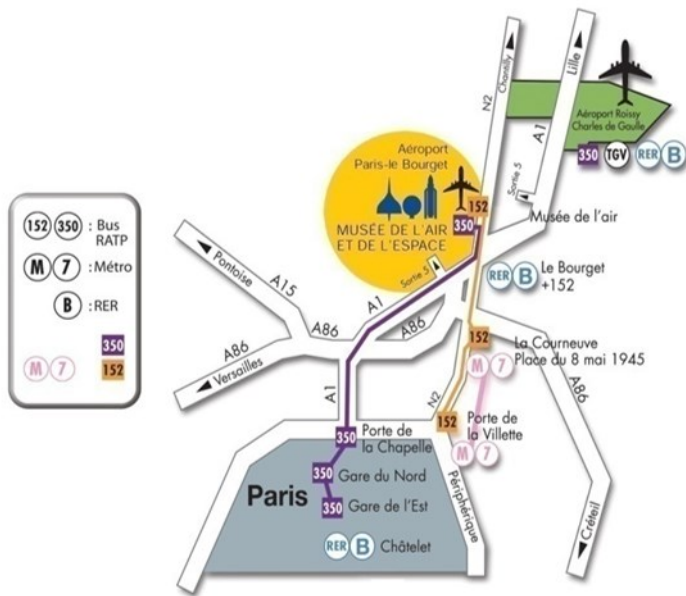 Chantilly
N2
Lille
A1
Aéroport Roissy
Charles de Gaulle
350 TGV RER B
Sortie 5
Musée de l'air
Aéroport
Paris-le Bourget
152
350
MUSÉE DE L'AIR
ET DE L'ESPACE
Sortie 5
RER B Le Bourget
+152
152 350 : Bus
RATP
M 7 : Métro
B : RER
350
M 7 152
Pontoise
A15
A1
A86
A86
A86
Versailles
A1
152
La Courneuve
Place du 8 mai 1945
M 7
A86
Créteil
N2
152
Porte de
la Villette
M 7
Périphérique
350
Porte de
la Chapelle
350 Gare du Nord
Paris
350 Gare de l'Est
RER B Châtelet